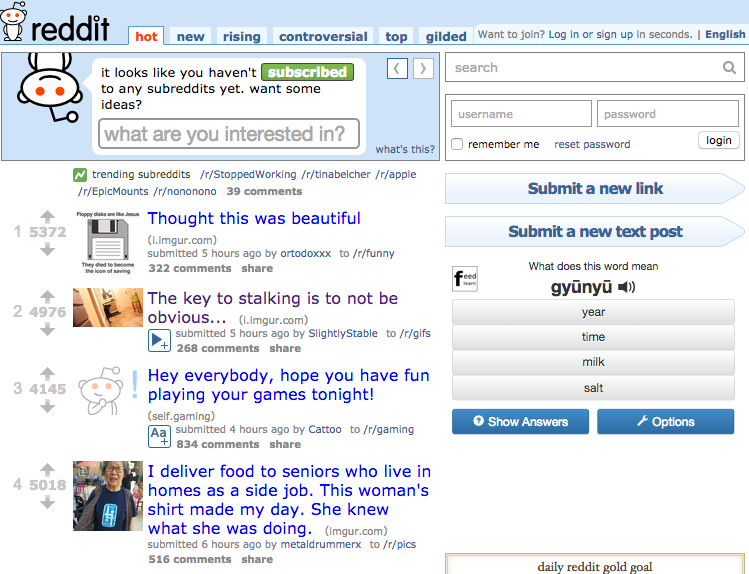 reddit hot new rising controversial top gilded Want to join? Log in or sign up in seconds. | English
it looks like you haven't subscribed
to any subreddits yet. want some
ideas?
what are you interested in?
what's this?
trending subreddits /r/StoppedWorking /r/tinabelcher /r/apple
/r/EpicMounts /r/nononono 39 comments
1 5372
Floppy disks are like Jesus
They died to become
the icon of saving
Thought this was beautiful
(i.imgur.com)
submitted 5 hours ago by ortodoxxx to /r/funny
322 comments share
2 4976
The key to stalking is to not be
obvious... (i.imgur.com)
submitted 5 hours ago by SlightlyStable to /r/gifs
268 comments share
3 4145
!
Hey everybody, hope you have fun
playing your games tonight!
(self.gaming)
Aa+
submitted 4 hours ago by Cattoo to /r/gaming
834 comments share
4 5018
I deliver food to seniors who live in
homes as a side job. This woman's
shirt made my day. She knew
what she was doing. (imgur.com)
submitted 6 hours ago by metaldrummerx to /r/pics
516 comments share
search
username password
remember me reset password login
Submit a new link
Submit a new text post
feed
learn
What does this word mean
gyūnyū
year
time
milk
salt
Show Answers Options
daily reddit gold goal